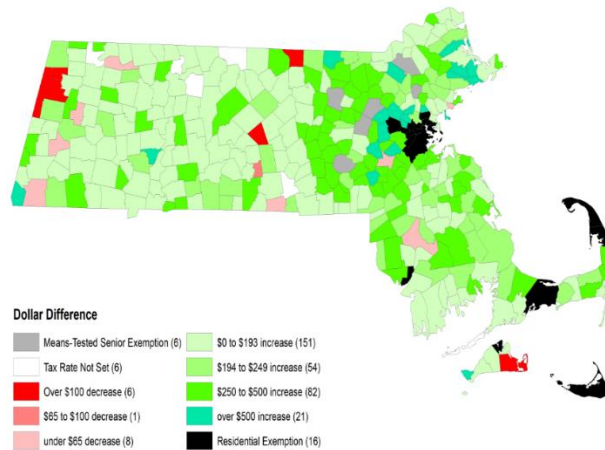 Dollar Difference
Means-Tested Senior Exemption (6)
Tax Rate Not Set (6)
Over $100 decrease (6)
$65 to $100 decrease (1)
under $65 decrease (8)
$0 to $193 increase (151)
$194 to $249 increase (54)
$250 to $500 increase (82)
over $500 increase (21)
Residential Exemption (16)